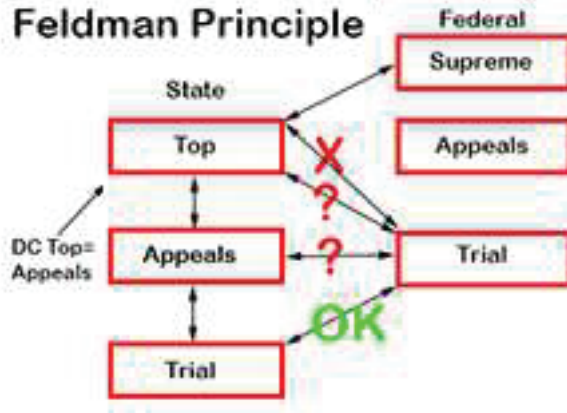 Feldman Principle
Federal
Supreme
State
Top
X
Appeals
?
DC Top=
Appeals
Appeals
?
Trial
OK
Trial